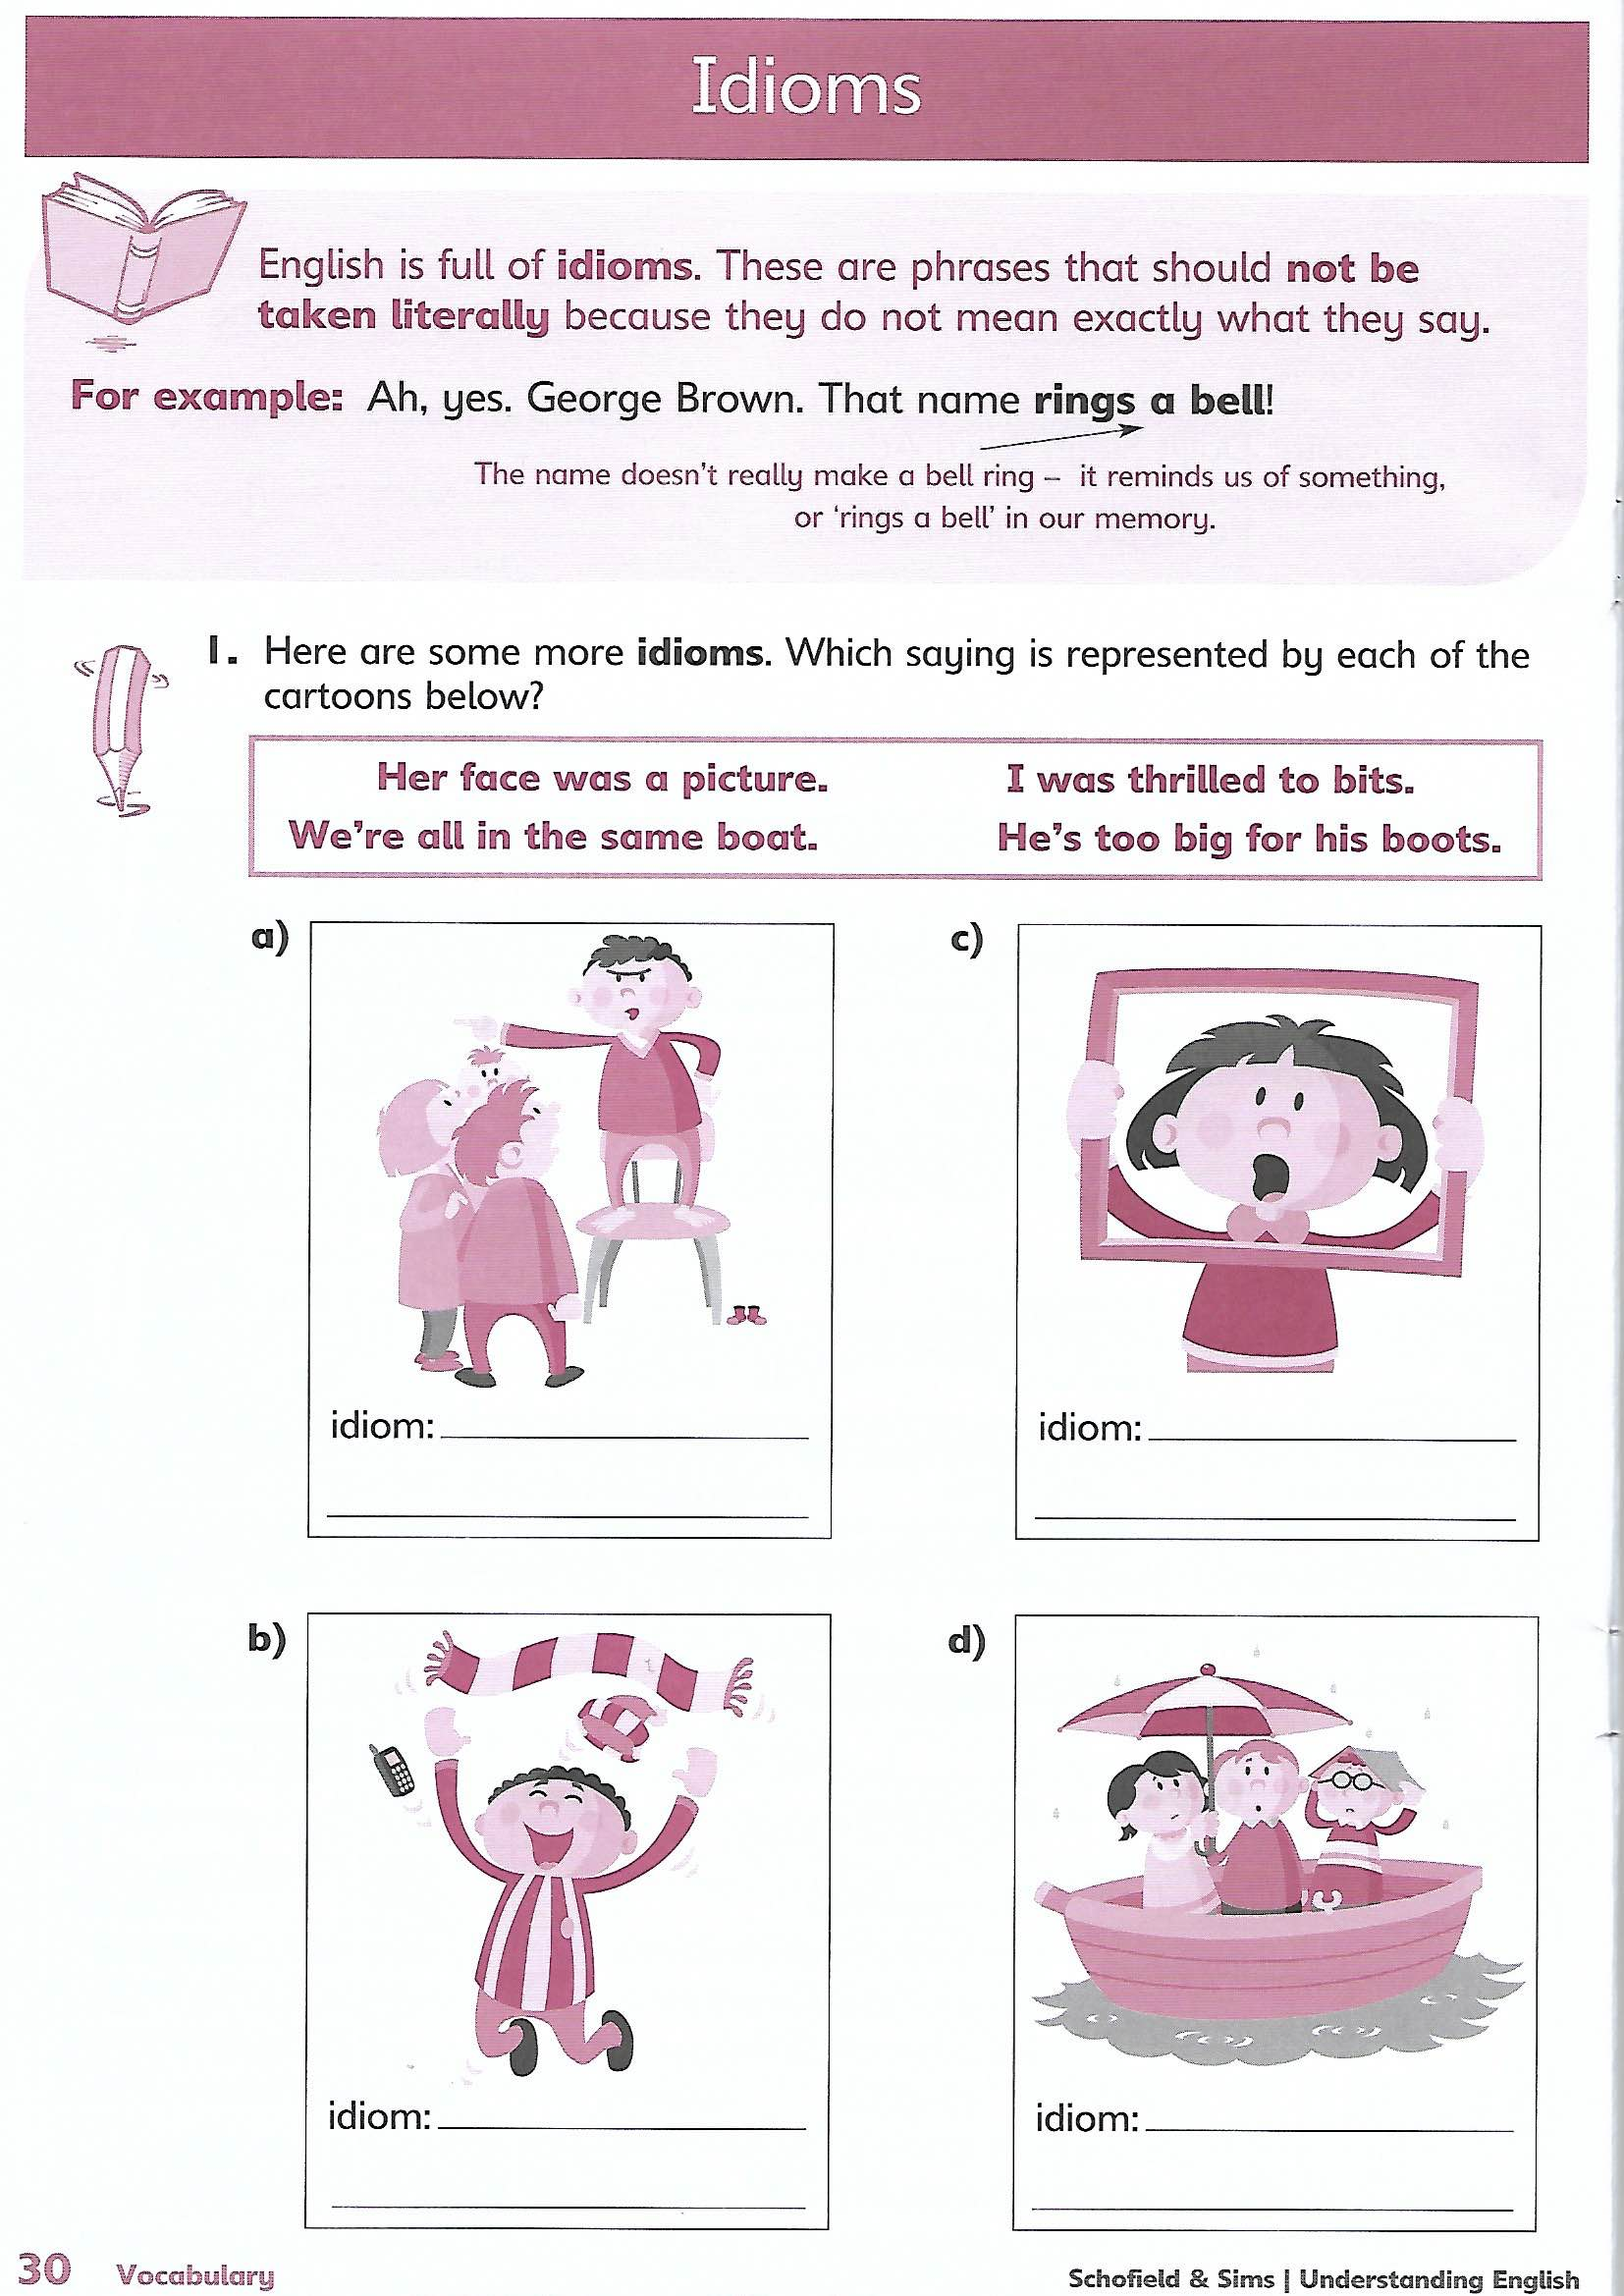 Idioms
English is full of idioms. These are phrases that should not be
taken literally because they do not mean exactly what they say.
For example: Ah, yes. George Brown. That name rings a bell!
The name doesn't really make a bell ring – it reminds us of something,
or 'rings a bell' in our memory.
1. Here are some more idioms. Which saying is represented by each of the
cartoons below?
Her face was a picture. I was thrilled to bits.
We're all in the same boat. He's too big for his boots.
a)
idiom:
c)
idiom:
b)
idiom:
d)
idiom:
30 Vocabulary
Schofield & Sims | Understanding English